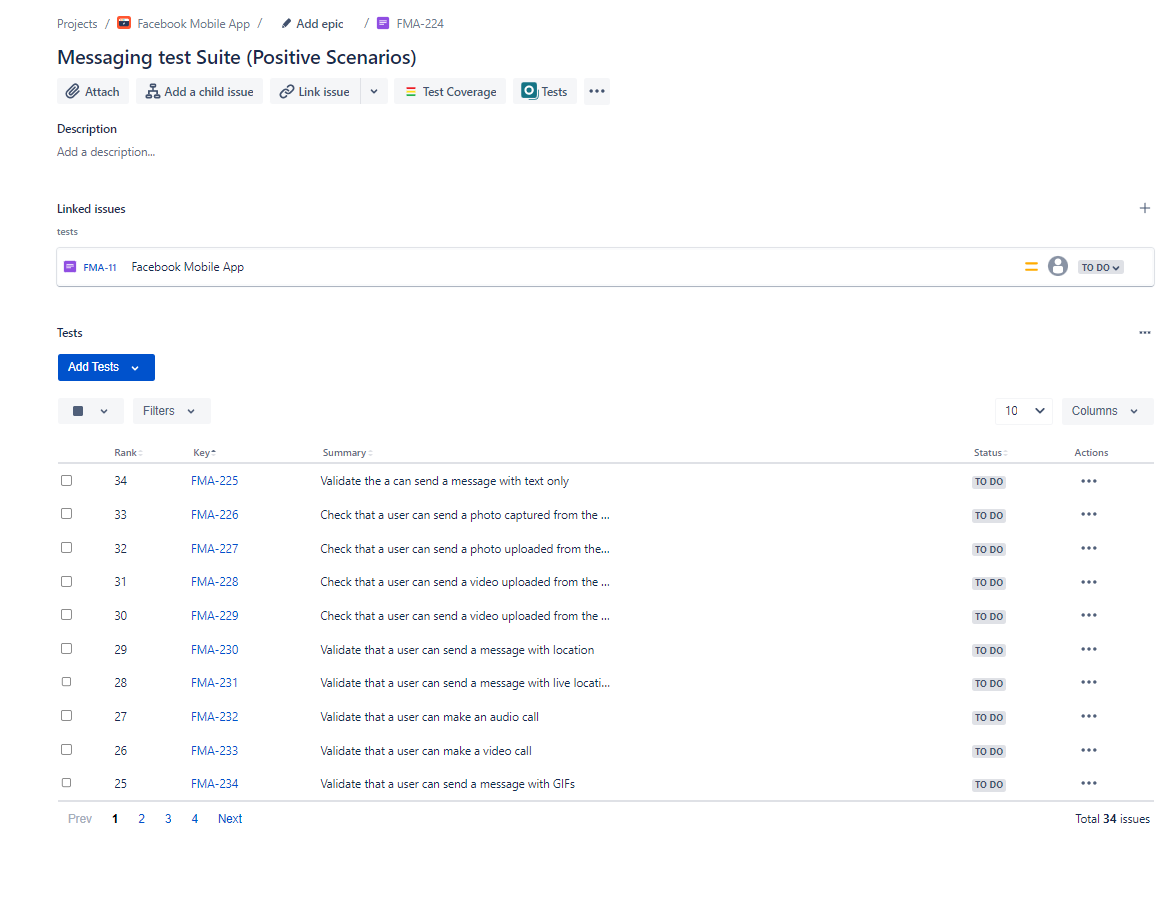 Projects / Facebook Mobile App / Add epic / FMA-224
Messaging test Suite (Positive Scenarios)
Attach Add a child issue Link issue Test Coverage Tests
Description
Add a description...
Linked issues
tests
FMA-11 Facebook Mobile App TO DO
Tests
Add Tests
Filters 10 Columns
Rank Key Summary Status Actions
34 FMA-225 Validate the a can send a message with text only TO DO
33 FMA-226 Check that a user can send a photo captured from the ... TO DO
32 FMA-227 Check that a user can send a photo uploaded from the... TO DO
31 FMA-228 Check that a user can send a video uploaded from the ... TO DO
30 FMA-229 Check that a user can send a video uploaded from the ... TO DO
29 FMA-230 Validate that a user can send a message with location TO DO
28 FMA-231 Validate that a user can send a message with live locati... TO DO
27 FMA-232 Validate that a user can make an audio call TO DO
26 FMA-233 Validate that a user can make a video call TO DO
25 FMA-234 Validate that a user can send a message with GIFs TO DO
Prev 1 2 3 4 Next Total 34 issues